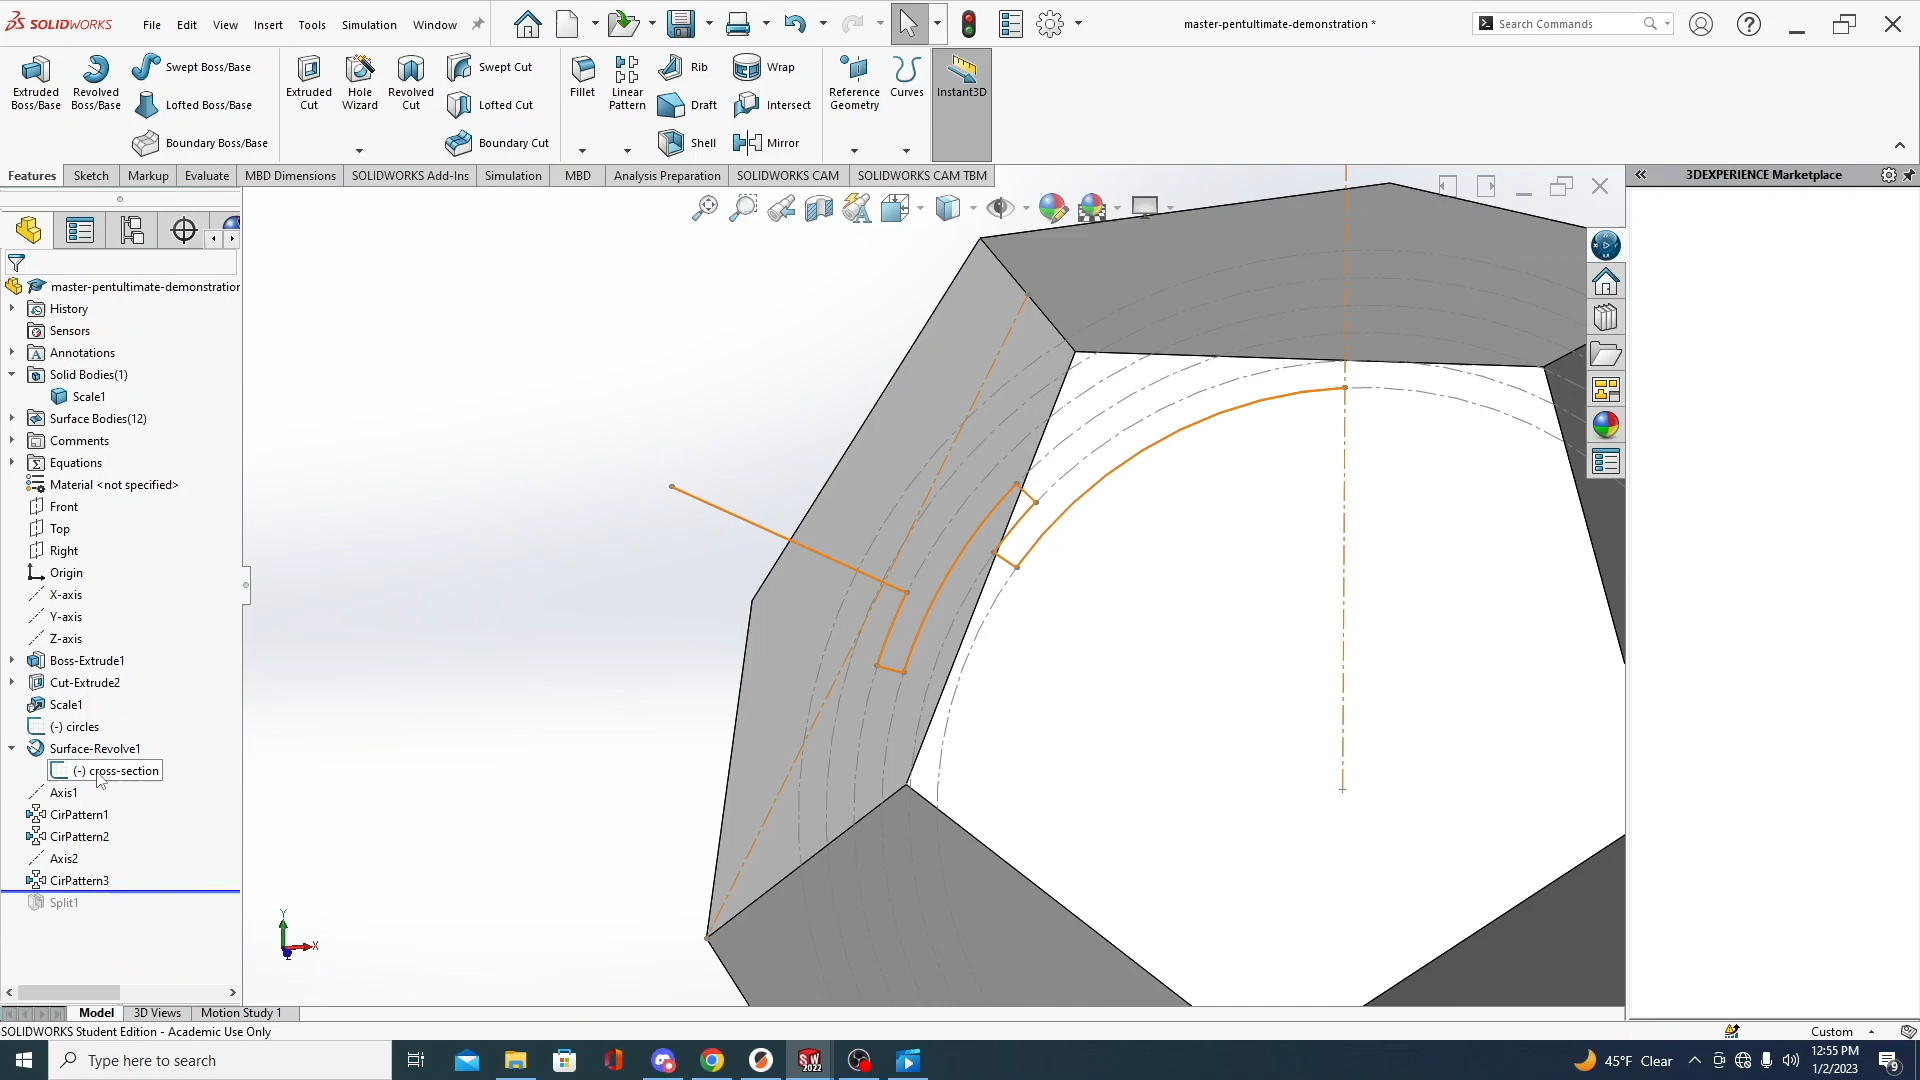 SOLIDWORKS File Edit View Insert Tools Simulation Window master-pentultimate-demonstration * Search Commands
Extruded Boss/Base
Revolved Boss/Base
Swept Boss/Base
Lofted Boss/Base
Boundary Boss/Base
Extruded Cut
Hole Wizard
Revolved Cut
Swept Cut
Lofted Cut
Boundary Cut
Fillet
Linear Pattern
Rib
Draft
Shell
Wrap
Intersect
Mirror
Reference Geometry
Curves
Instant3D
Features Sketch Markup Evaluate MBD Dimensions SOLIDWORKS Add-Ins Simulation MBD Analysis Preparation SOLIDWORKS CAM SOLIDWORKS CAM TBM
3DEXPERIENCE Marketplace
master-pentultimate-demonstration
History
Sensors
Annotations
Solid Bodies(1)
Scale1
Surface Bodies(12)
Comments
Equations
Material <not specified>
Front
Top
Right
Origin
X-axis
Y-axis
Z-axis
Boss-Extrude1
Cut-Extrude2
Scale1
(-) circles
Surface-Revolve1
(-) cross-section
Axis1
CirPattern1
CirPattern2
Axis2
CirPattern3
Split1
Y
X
Z
Model 3D Views Motion Study 1
SOLIDWORKS Student Edition - Academic Use Only Custom
Type here to search
SW 2022
45°F Clear
12:55 PM
1/2/2023
9